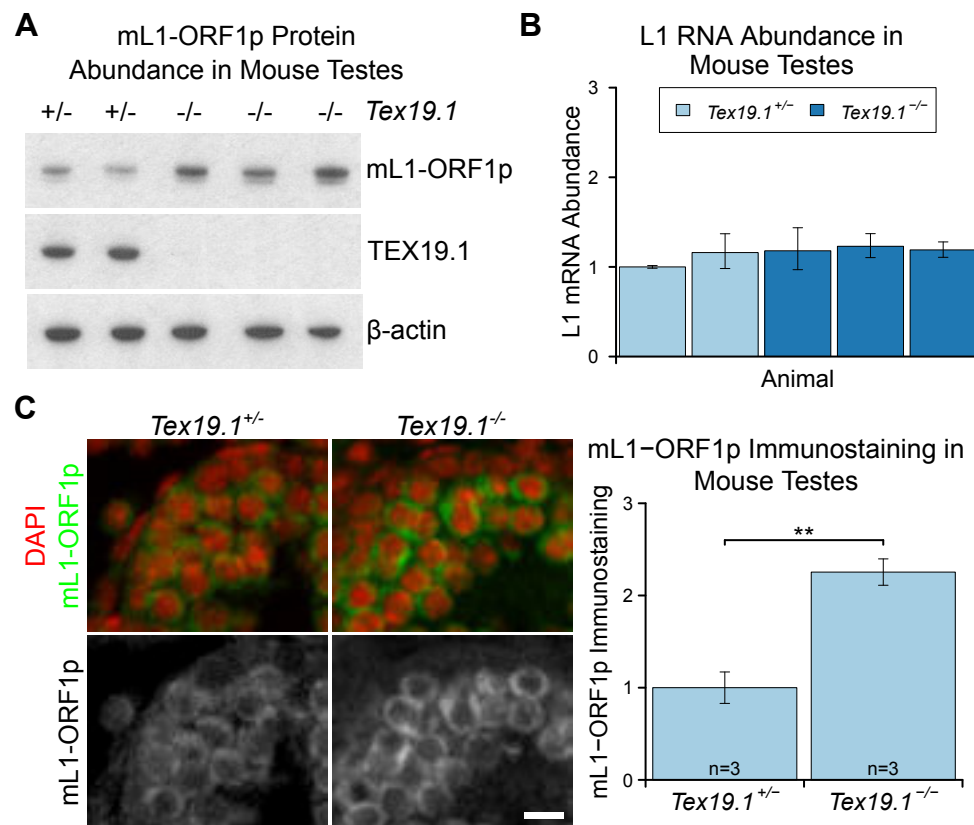 A
mL1-ORF1p Protein
Abundance in Mouse Testes
+/- +/- -/- -/- -/- Tex19.1
mL1-ORF1p
TEX19.1
β-actin
B
L1 RNA Abundance in
Mouse Testes
Tex19.1+/− Tex19.1−/−
L1 mRNA Abundance
3
2
1
0
Animal
C
Tex19.1+/- Tex19.1-/-
DAPI
mL1-ORF1p
mL1-ORF1p
mL1−ORF1p Immunostaining in
Mouse Testes
mL1−ORF1p Immunostaining
3
2
1
0
**
n=3 n=3
Tex19.1+/− Tex19.1−/−